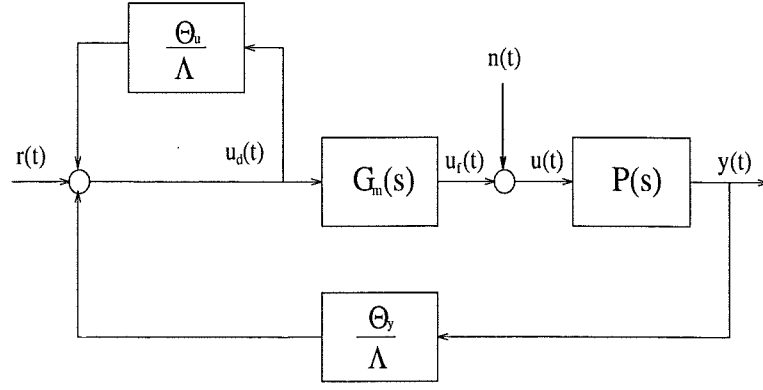 Θu
Λ
n(t)
r(t)
ud(t)
Gm(s)
uf(t)
u(t)
P(s)
y(t)
Θy
Λ